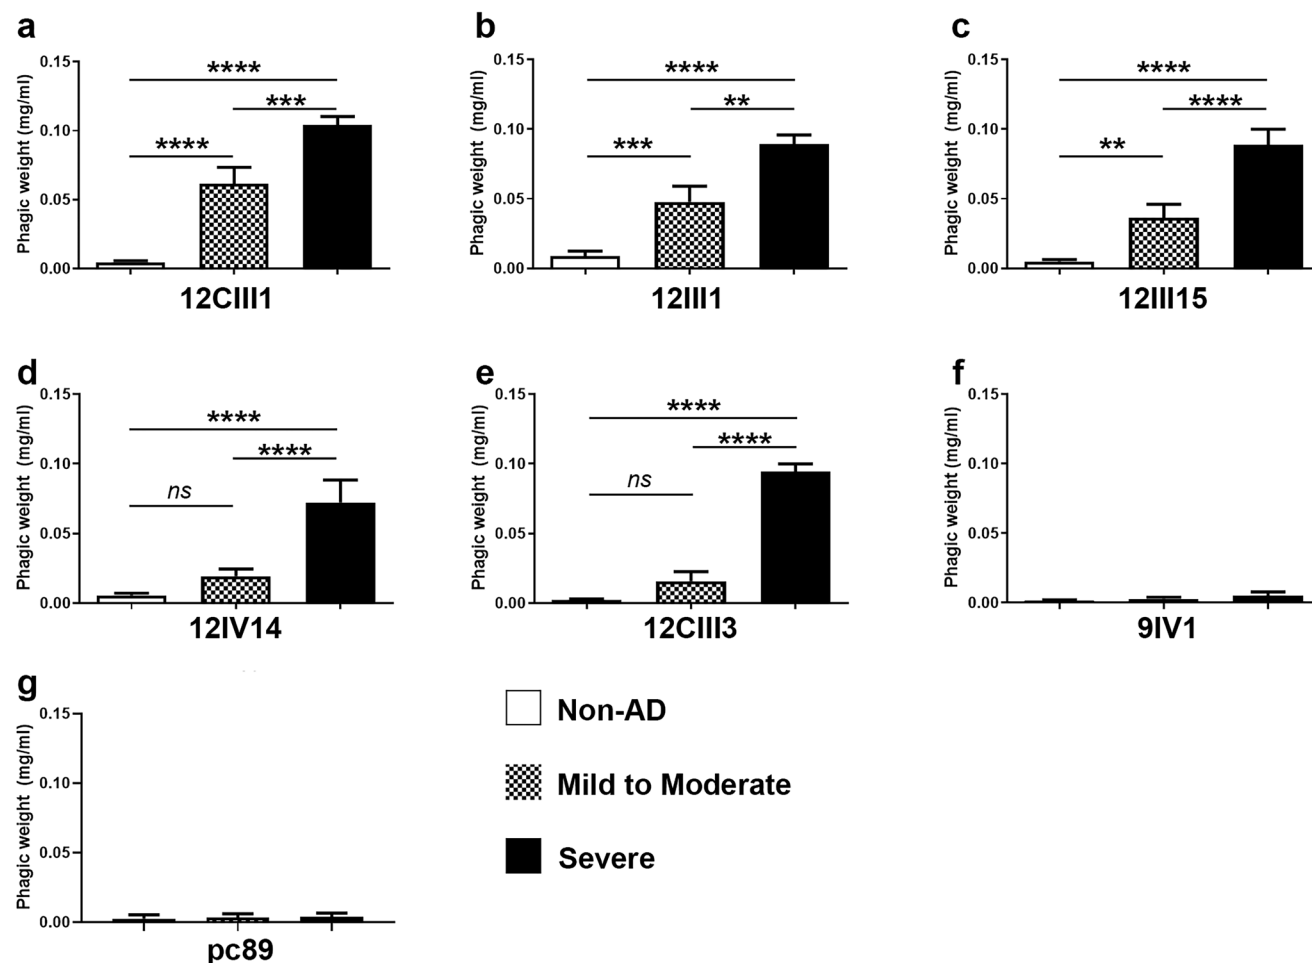 a
Phagic weight (mg/ml)
0.15
0.10
0.05
0.00
****
***
****
12CIII1
b
Phagic weight (mg/ml)
0.15
0.10
0.05
0.00
****
**
***
12III1
c
Phagic weight (mg/ml)
0.15
0.10
0.05
0.00
****
****
**
12III15
d
Phagic weight (mg/ml)
0.15
0.10
0.05
0.00
****
****
ns
12IV14
e
Phagic weight (mg/ml)
0.15
0.10
0.05
0.00
****
****
ns
12CIII3
f
Phagic weight (mg/ml)
0.15
0.10
0.05
0.00
9IV1
g
Phagic weight (mg/ml)
0.15
0.10
0.05
0.00
pc89
Non-AD
Mild to Moderate
Severe